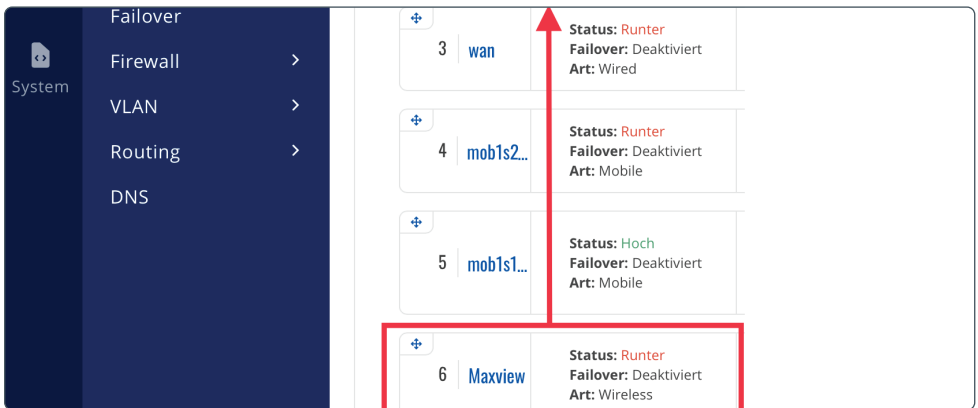 Failover
System
Firewall
VLAN
Routing
DNS
3 wan
Status: Runter
Failover: Deaktiviert
Art: Wired
4 mob1s2...
Status: Runter
Failover: Deaktiviert
Art: Mobile
5 mob1s1...
Status: Hoch
Failover: Deaktiviert
Art: Mobile
6 Maxview
Status: Runter
Failover: Deaktiviert
Art: Wireless